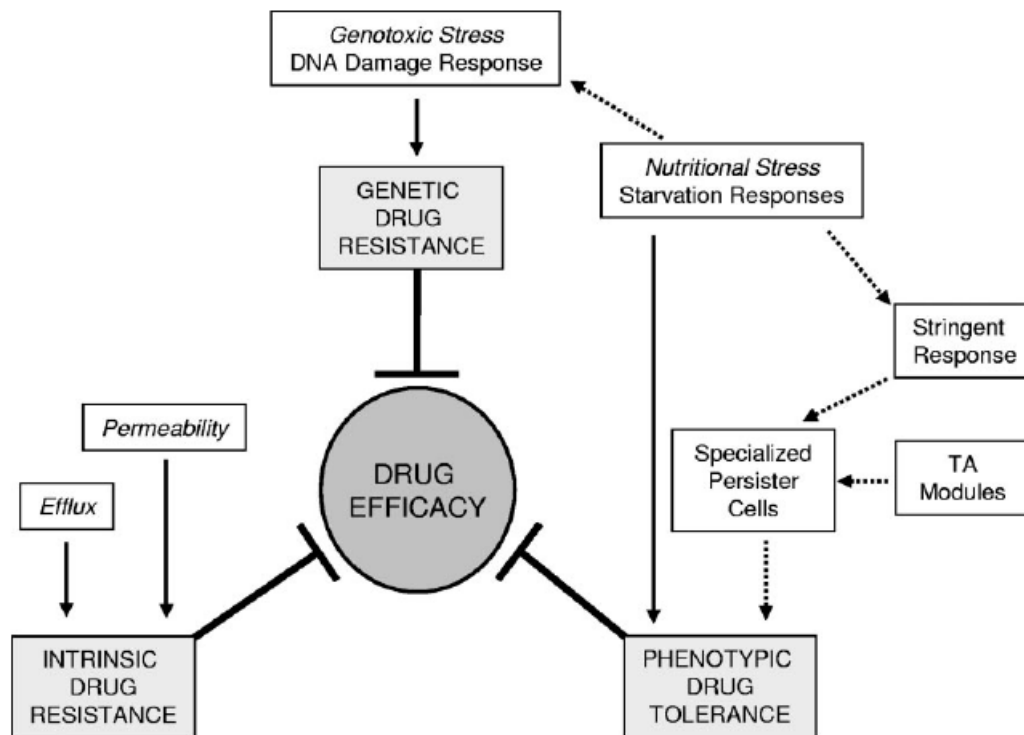 Genotoxic Stress
DNA Damage Response
Nutritional Stress
Starvation Responses
GENETIC
DRUG
RESISTANCE
Stringent
Response
Permeability
Specialized
Persister
Cells
TA
Modules
DRUG
EFFICACY
Efflux
INTRINSIC
DRUG
RESISTANCE
PHENOTYPIC
DRUG
TOLERANCE